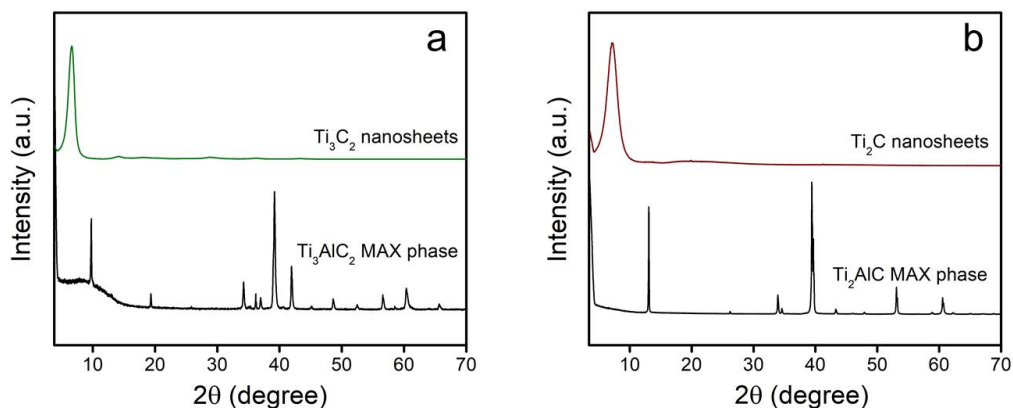 a
Intensity (a.u.)
Ti₃C₂ nanosheets
Ti₃AlC₂ MAX phase
10 20 30 40 50 60 70
2θ (degree)
b
Intensity (a.u.)
Ti₂C nanosheets
Ti₂AlC MAX phase
10 20 30 40 50 60 70
2θ (degree)